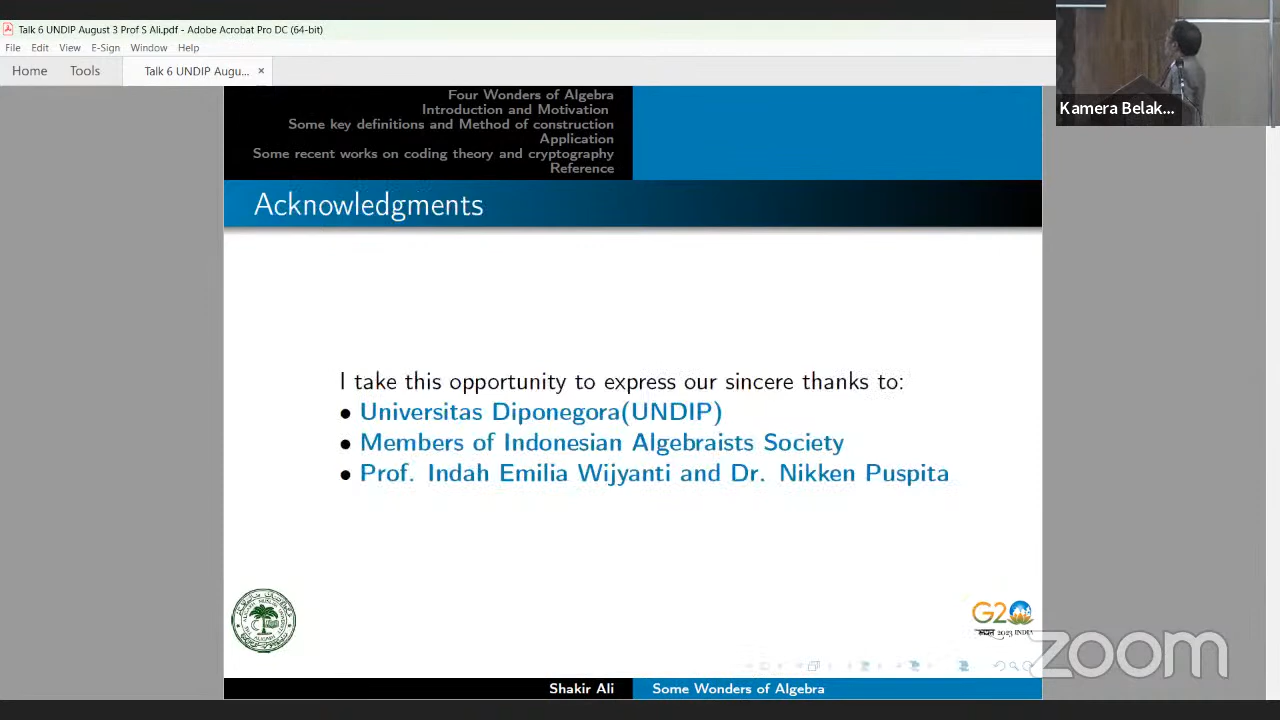 Talk 6 UNDIP August 3 Prof S Ali.pdf - Adobe Acrobat Pro DC (64-bit)
File Edit View E-Sign Window Help
Home Tools Talk 6 UNDIP Augu... ×
Kamera Belak...
Four Wonders of Algebra
Introduction and Motivation
Some key definitions and Method of construction
Application
Some recent works on coding theory and cryptography
Reference
Acknowledgments
I take this opportunity to express our sincere thanks to:
• Universitas Diponegora(UNDIP)
• Members of Indonesian Algebraists Society
• Prof. Indah Emilia Wijyanti and Dr. Nikken Puspita
G20
2023 INDIA
zoom
Shakir Ali Some Wonders of Algebra